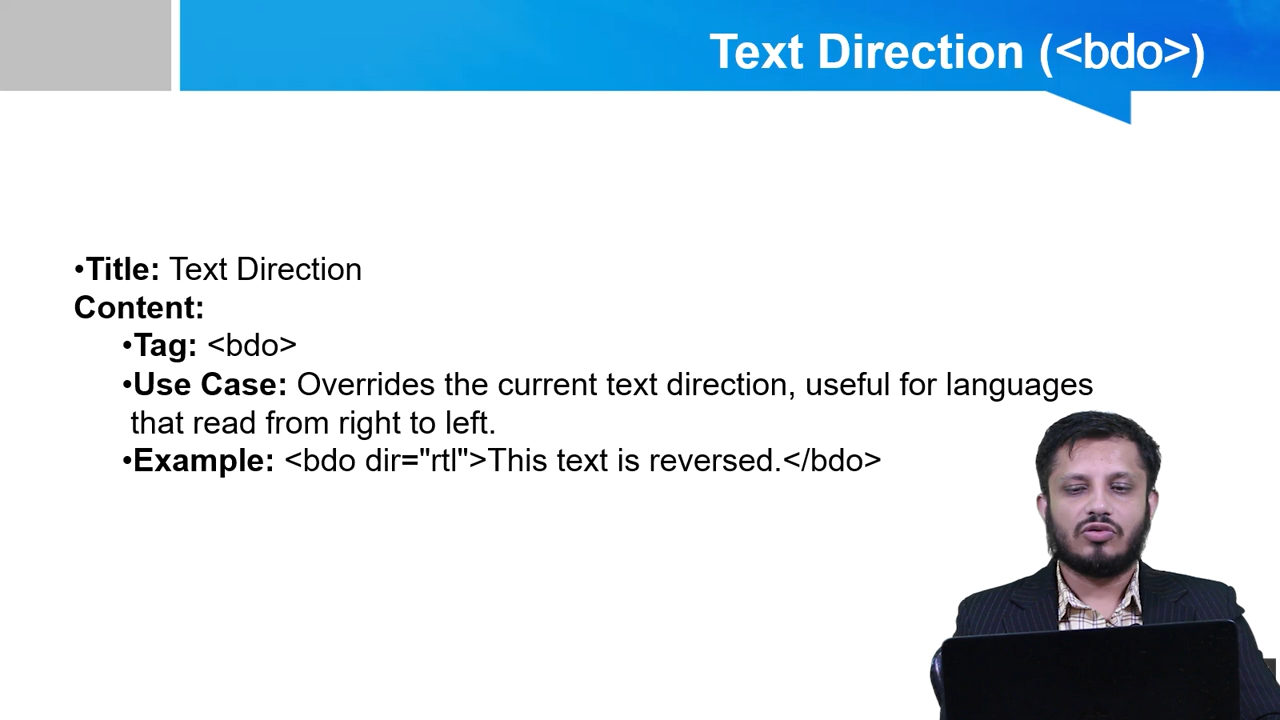 Text Direction (<bdo>)
•Title: Text Direction
Content:
•Tag: <bdo>
•Use Case: Overrides the current text direction, useful for languages
that read from right to left.
•Example: <bdo dir="rtl">This text is reversed.</bdo>